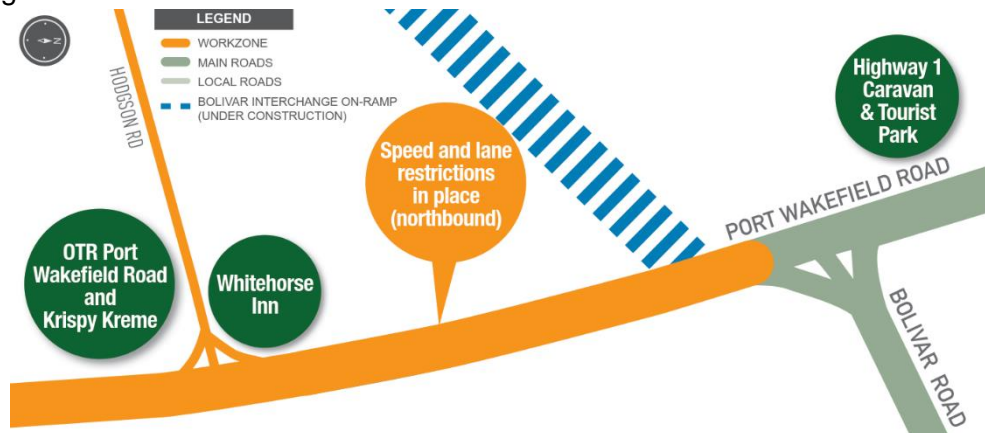 LEGEND
WORKZONE
MAIN ROADS
LOCAL ROADS
BOLIVAR INTERCHANGE ON-RAMP
(UNDER CONSTRUCTION)
N
HODGSON RD
Highway 1
Caravan
& Tourist
Park
Speed and lane
restrictions
in place
(northbound)
PORT WAKEFIELD ROAD
OTR Port
Wakefield Road
and
Krispy Kreme
Whitehorse
Inn
BOLIVAR ROAD